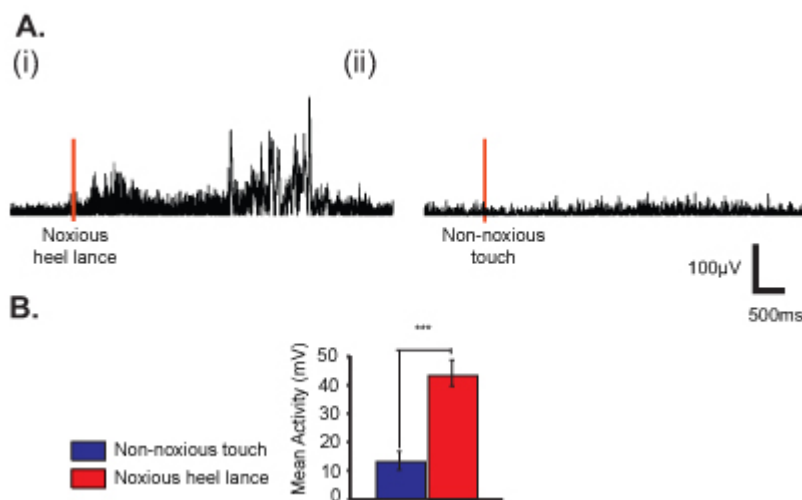 A.
(i)
(ii)
Noxious
heel lance
Non-noxious
touch
100μV
500ms
B.
***
Mean Activity (mV)
50
40
30
20
10
0
Non-noxious touch
Noxious heel lance